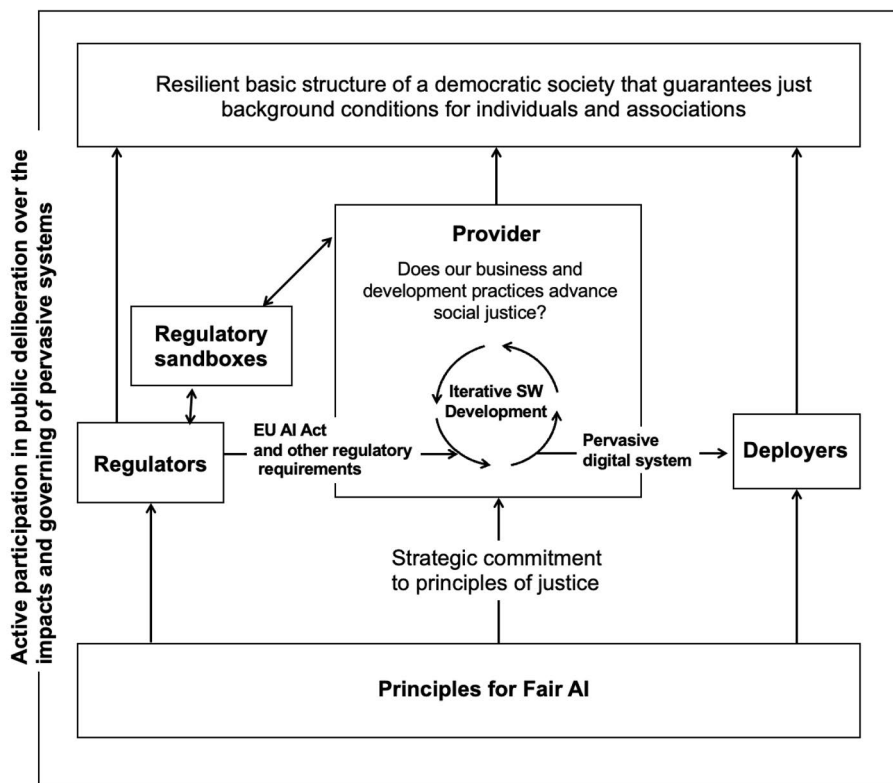 Active participation in public deliberation over the
impacts and governing of pervasive systems
Resilient basic structure of a democratic society that guarantees just
background conditions for individuals and associations
Provider
Does our business and
development practices advance
social justice?
Regulatory
sandboxes
Iterative SW
Development
Regulators
EU AI Act
and other regulatory
requirements
Pervasive
digital system
Deployers
Strategic commitment
to principles of justice
Principles for Fair AI